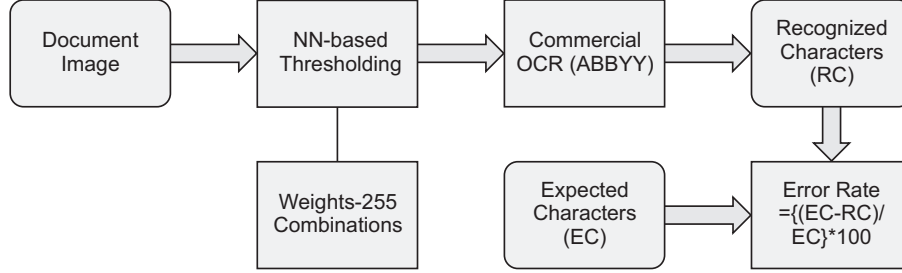 Document
Image
NN-based
Thresholding
Commercial
OCR (ABBYY)
Recognized
Characters
(RC)
Weights-255
Combinations
Expected
Characters
(EC)
Error Rate
={(EC-RC)/
EC}*100